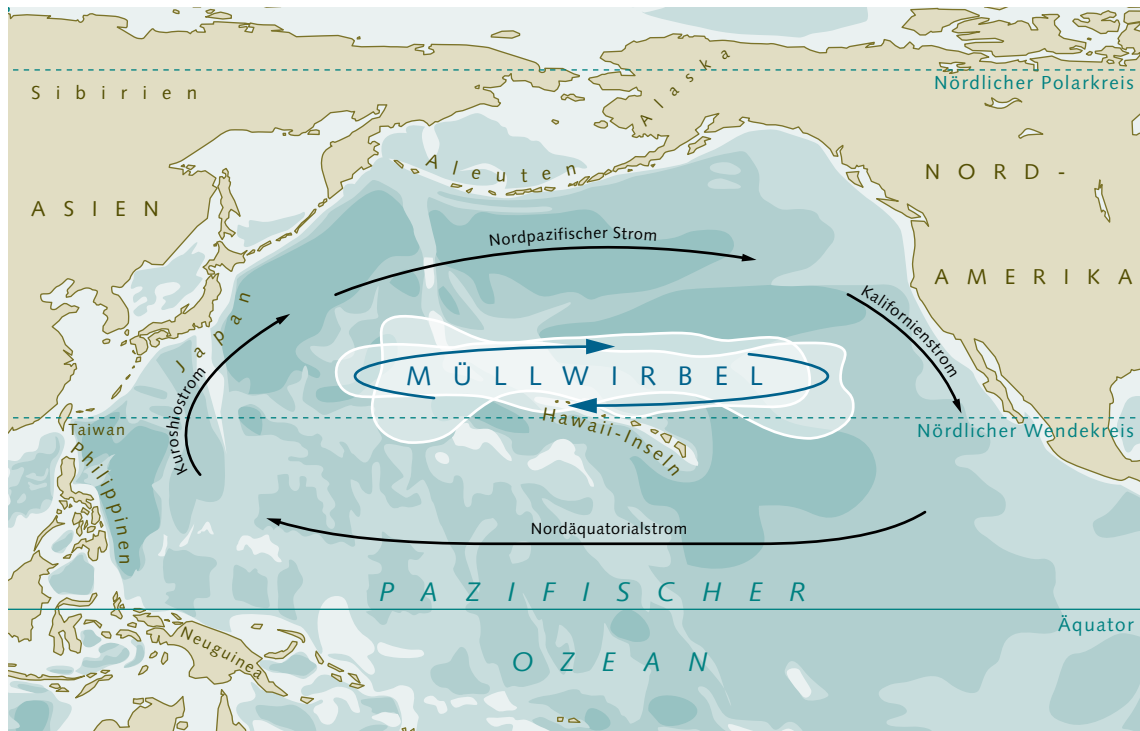 Sibirien
Alaska
Nördlicher Polarkreis
Aleuten
NORD-
ASIEN
Nordpazifischer Strom
AMERIKA
Kalifornienstrom
Japan
MÜLLWIRBEL
Kuroshiostrom
Hawaii-Inseln
Taiwan
Nördlicher Wendekreis
Philippinen
Nordäquatorialstrom
PAZIFISCHER
Äquator
Neuguinea
OZEAN